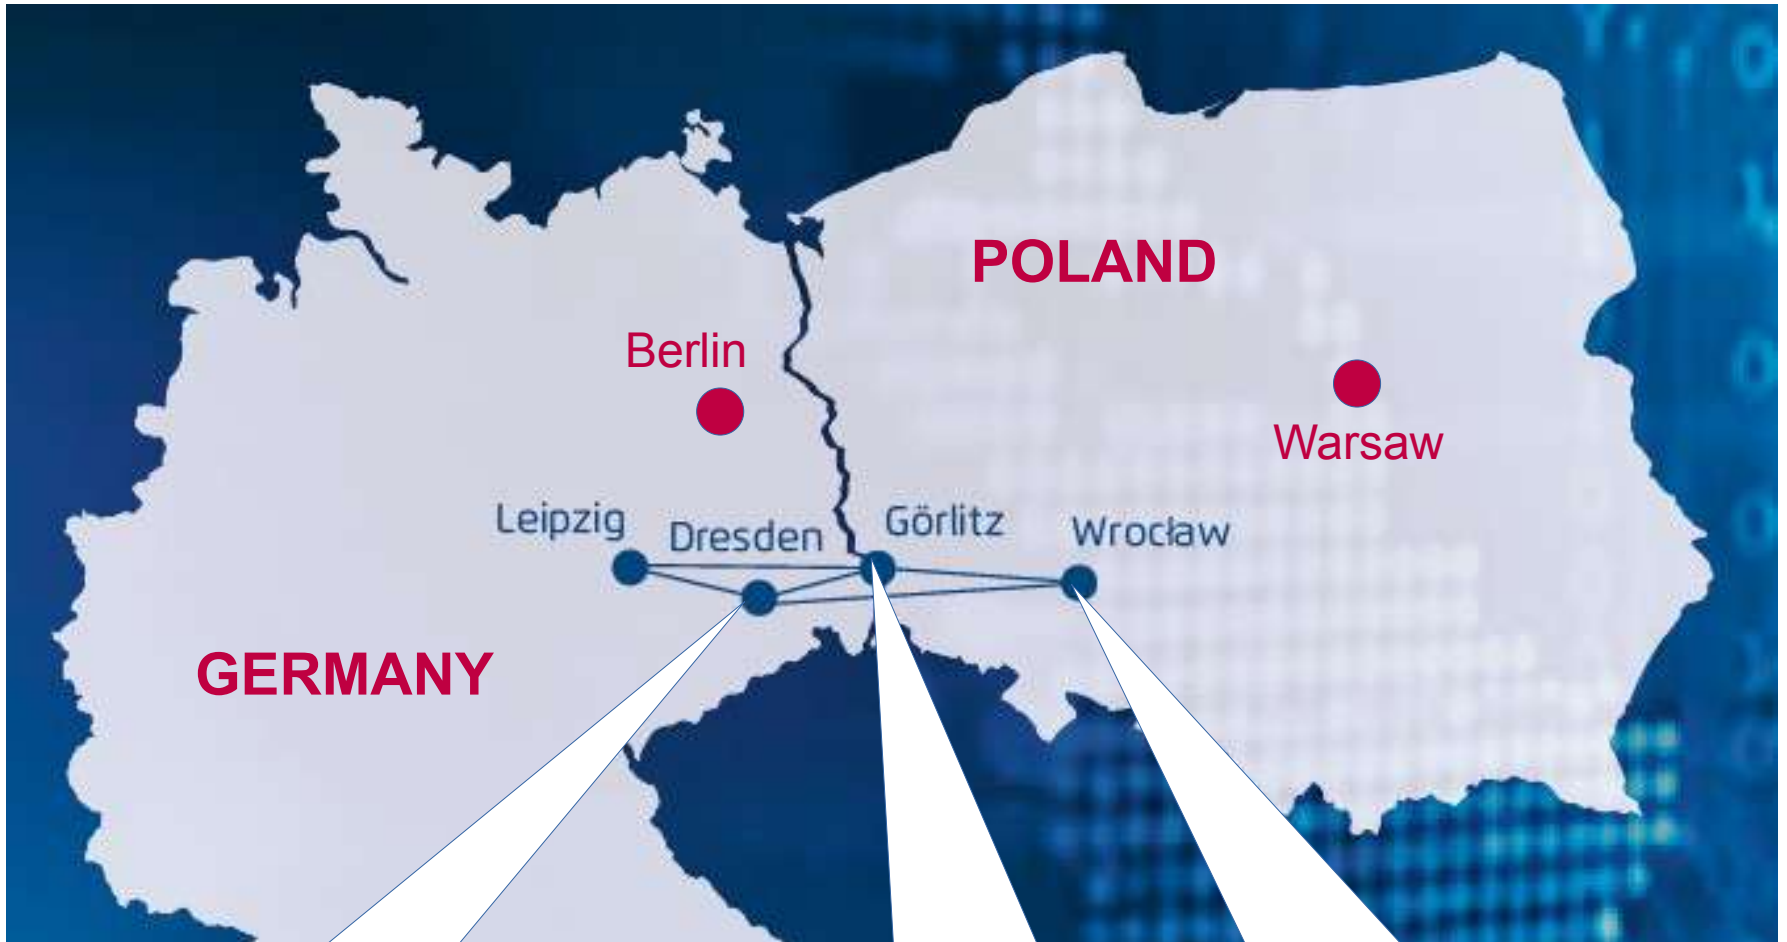 POLAND
Berlin
Warsaw
Leipzig
Dresden
Görlitz
Wrocław
GERMANY